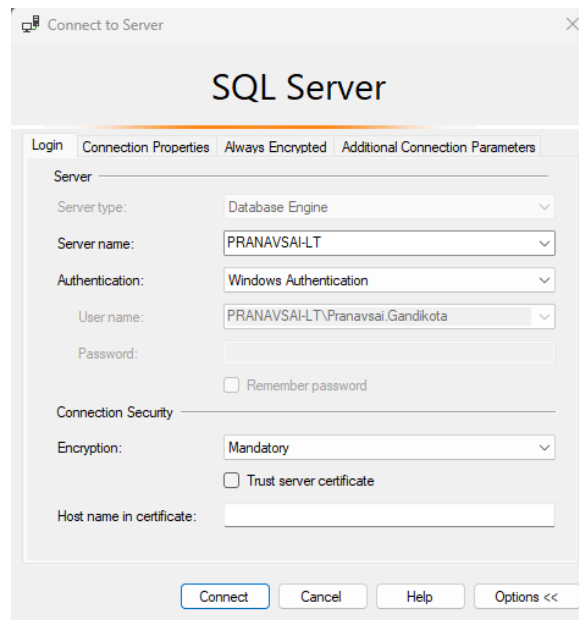 Connect to Server
SQL Server
Login Connection Properties Always Encrypted Additional Connection Parameters
Server
Server type: Database Engine
Server name: PRANAVSAI-LT
Authentication: Windows Authentication
User name: PRANAVSAI-LT\Pranavsai.Gandikota
Password:
Remember password
Connection Security
Encryption: Mandatory
Trust server certificate
Host name in certificate:
Connect Cancel Help Options <<